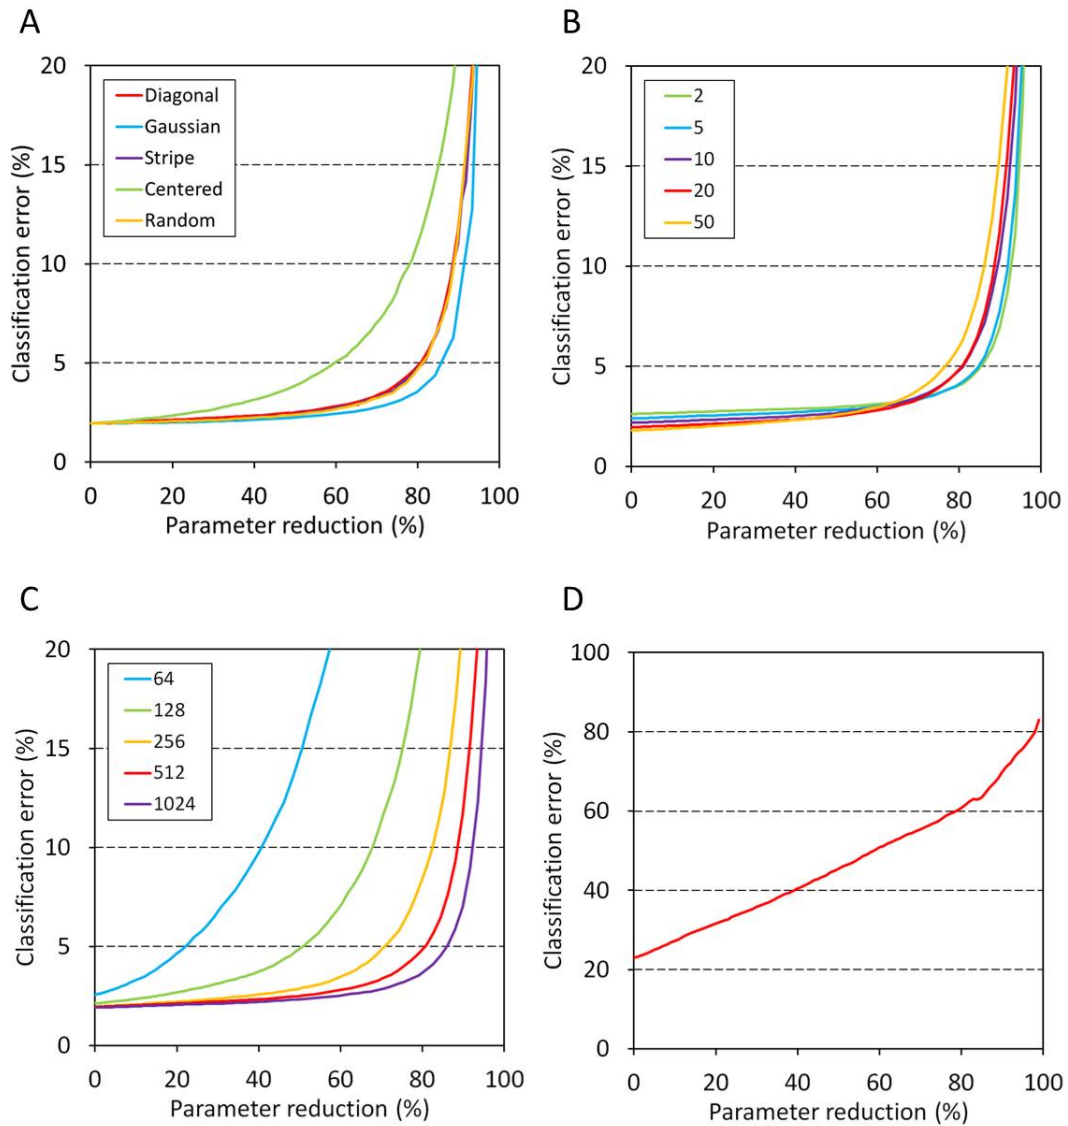 A
Classification error (%)
20
15
10
5
0
Diagonal
Gaussian
Stripe
Centered
Random
0 20 40 60 80 100
Parameter reduction (%)
B
Classification error (%)
20
15
10
5
0
2
5
10
20
50
0 20 40 60 80 100
Parameter reduction (%)
C
Classification error (%)
20
15
10
5
0
64
128
256
512
1024
0 20 40 60 80 100
Parameter reduction (%)
D
Classification error (%)
100
80
60
40
20
0
0 20 40 60 80 100
Parameter reduction (%)